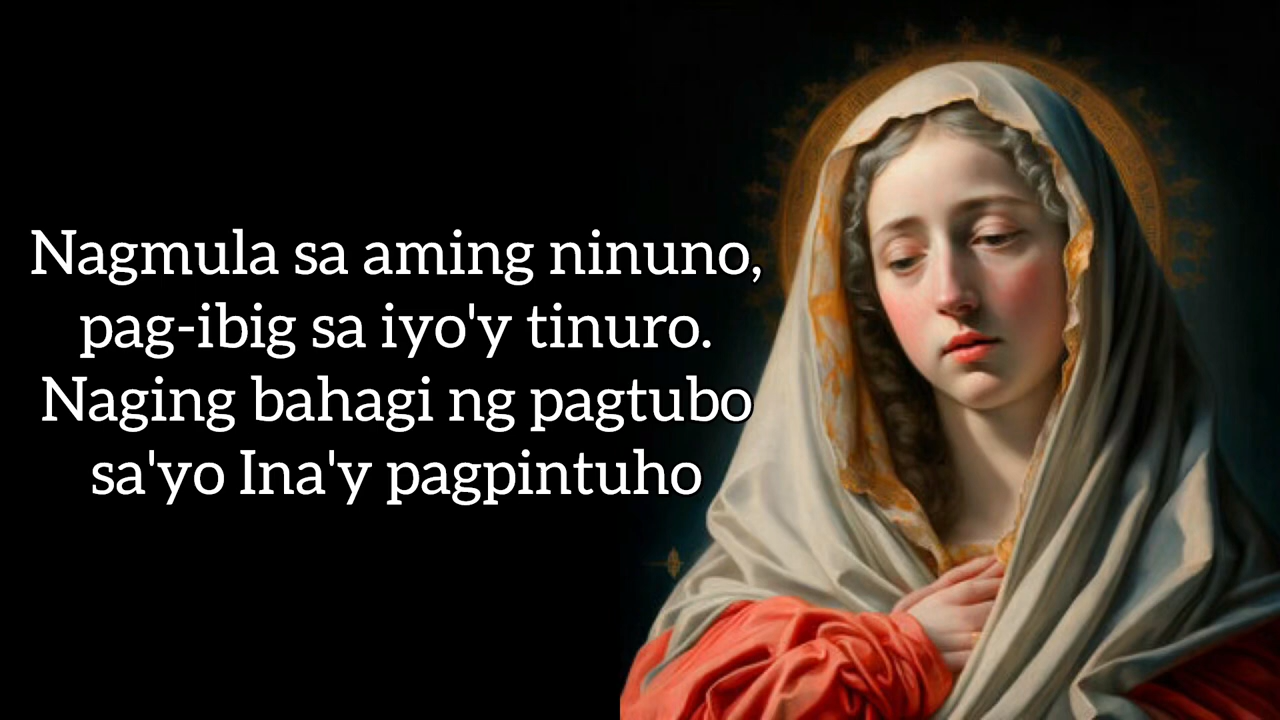 Nagmula sa aming ninuno,
pag-ibig sa iyo'y tinuro.
Naging bahagi ng pagtubo
sa'yo Ina'y pagpintuho